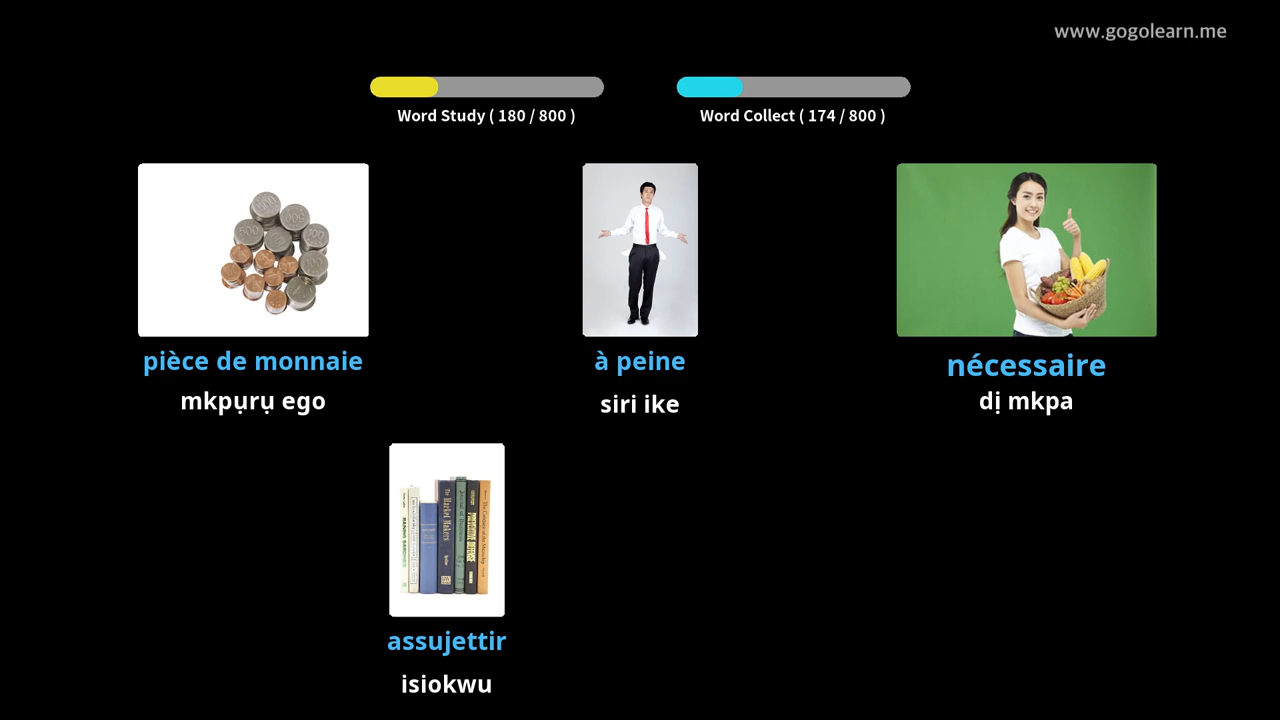 www.gogolearn.me
Word Study ( 180 / 800 )
Word Collect ( 174 / 800 )
pièce de monnaie
à peine
nécessaire
mkpụrụ ego
siri ike
dị mkpa
assujettir
isiokwu